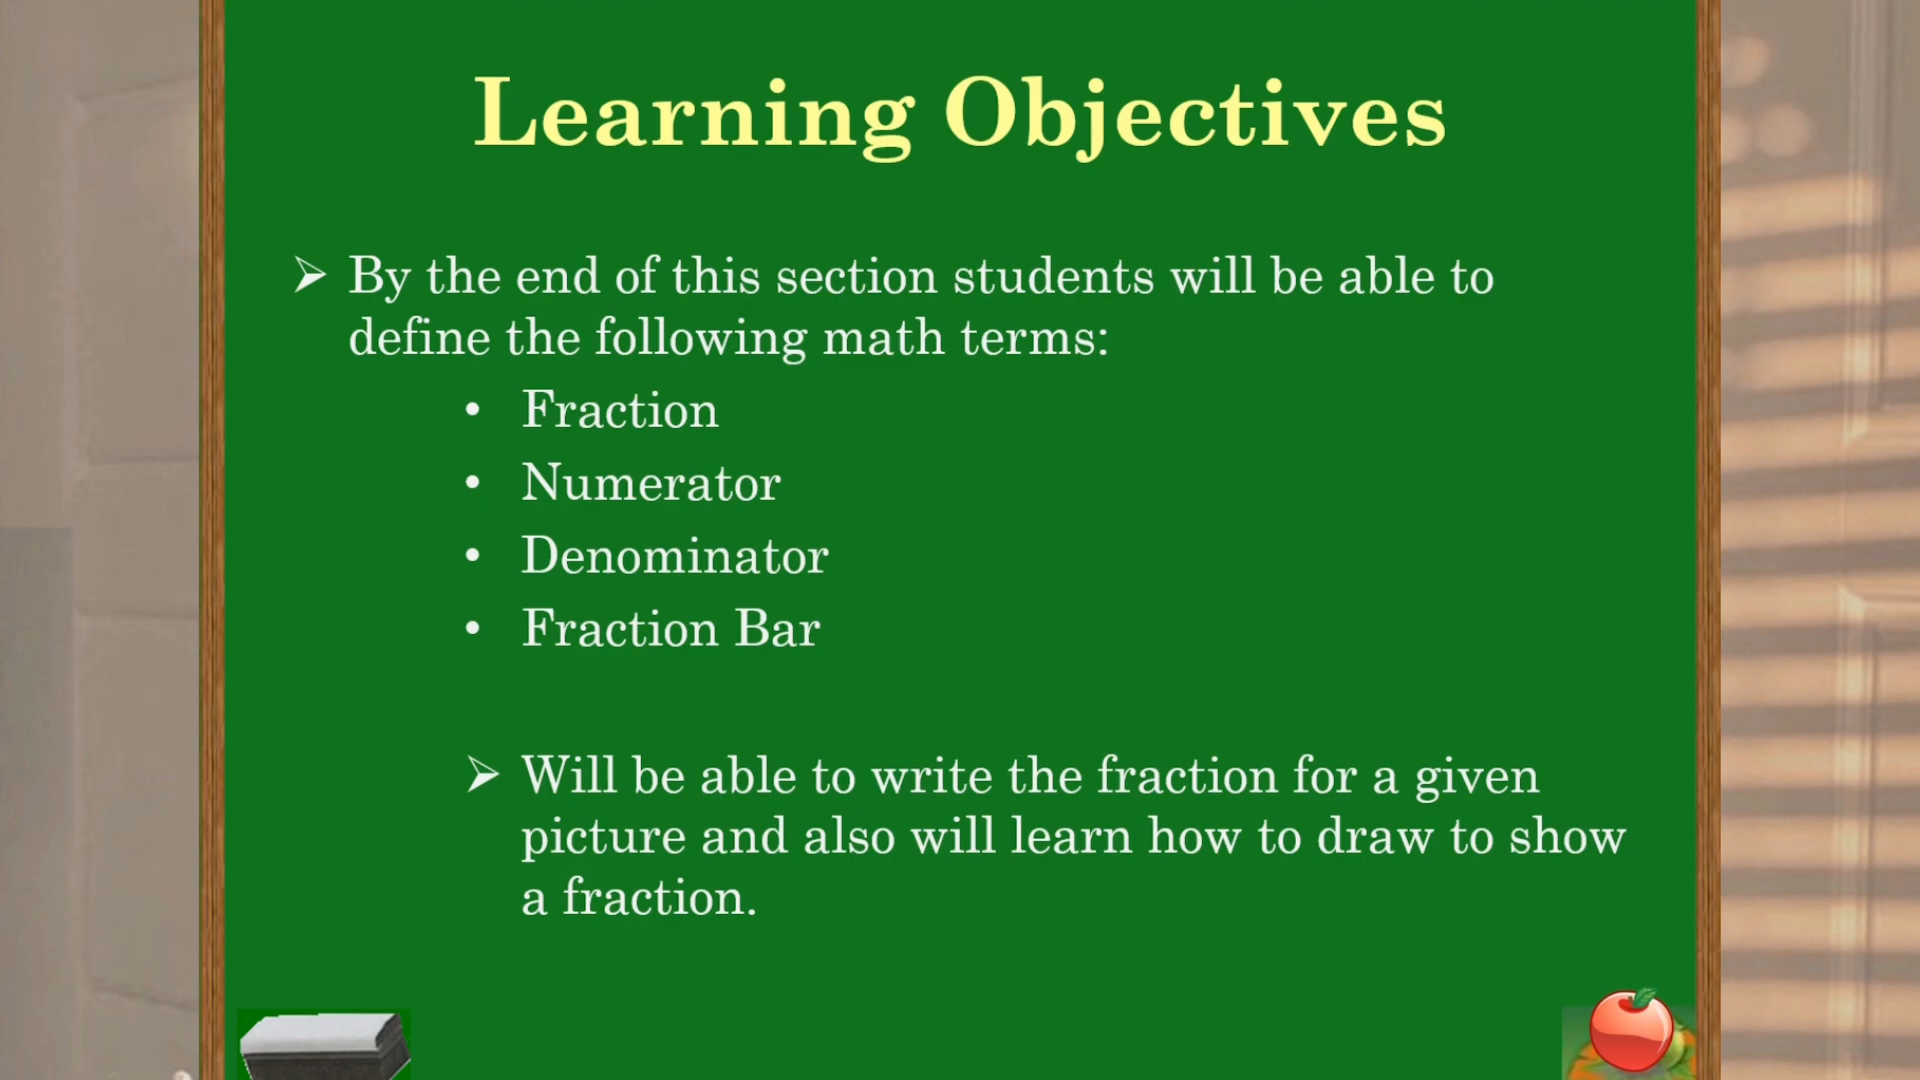 Learning Objectives
➢ By the end of this section students will be able to
define the following math terms:
• Fraction
• Numerator
• Denominator
• Fraction Bar
➢ Will be able to write the fraction for a given
picture and also will learn how to draw to show
a fraction.